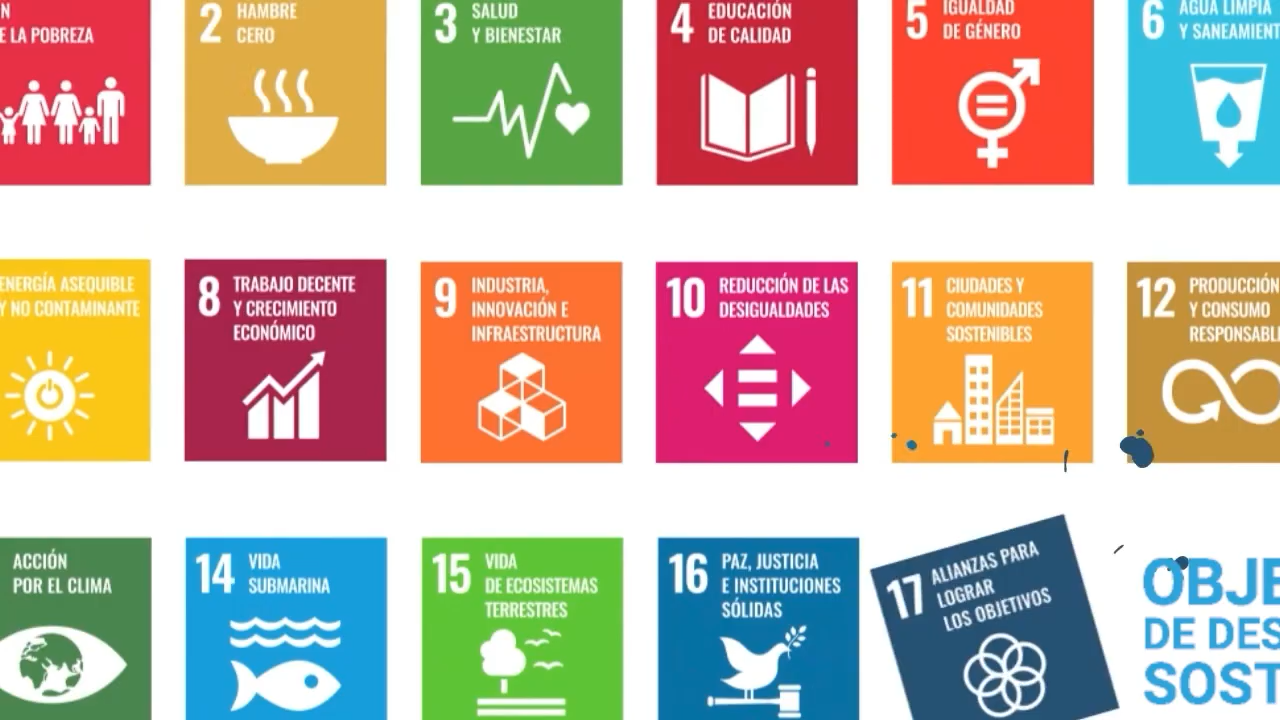 N
E LA POBREZA
2 HAMBRE
CERO
3 SALUD
Y BIENESTAR
4 EDUCACIÓN
DE CALIDAD
5 IGUALDAD
DE GÉNERO
6 AGUA LIMPIA
Y SANEAMIENT
ENERGÍA ASEQUIBLE
Y NO CONTAMINANTE
8 TRABAJO DECENTE
Y CRECIMIENTO
ECONÓMICO
9 INDUSTRIA,
INNOVACIÓN E
INFRAESTRUCTURA
10 REDUCCIÓN DE LAS
DESIGUALDADES
11 CIUDADES Y
COMUNIDADES
SOSTENIBLES
12 PRODUCCIÓN
Y CONSUMO
RESPONSABL
ACCIÓN
POR EL CLIMA
14 VIDA
SUBMARINA
15 VIDA
DE ECOSISTEMAS
TERRESTRES
16 PAZ, JUSTICIA
E INSTITUCIONES
SÓLIDAS
17 ALIANZAS PARA
LOGRAR
LOS OBJETIVOS
OBJE
DE DES
SOST